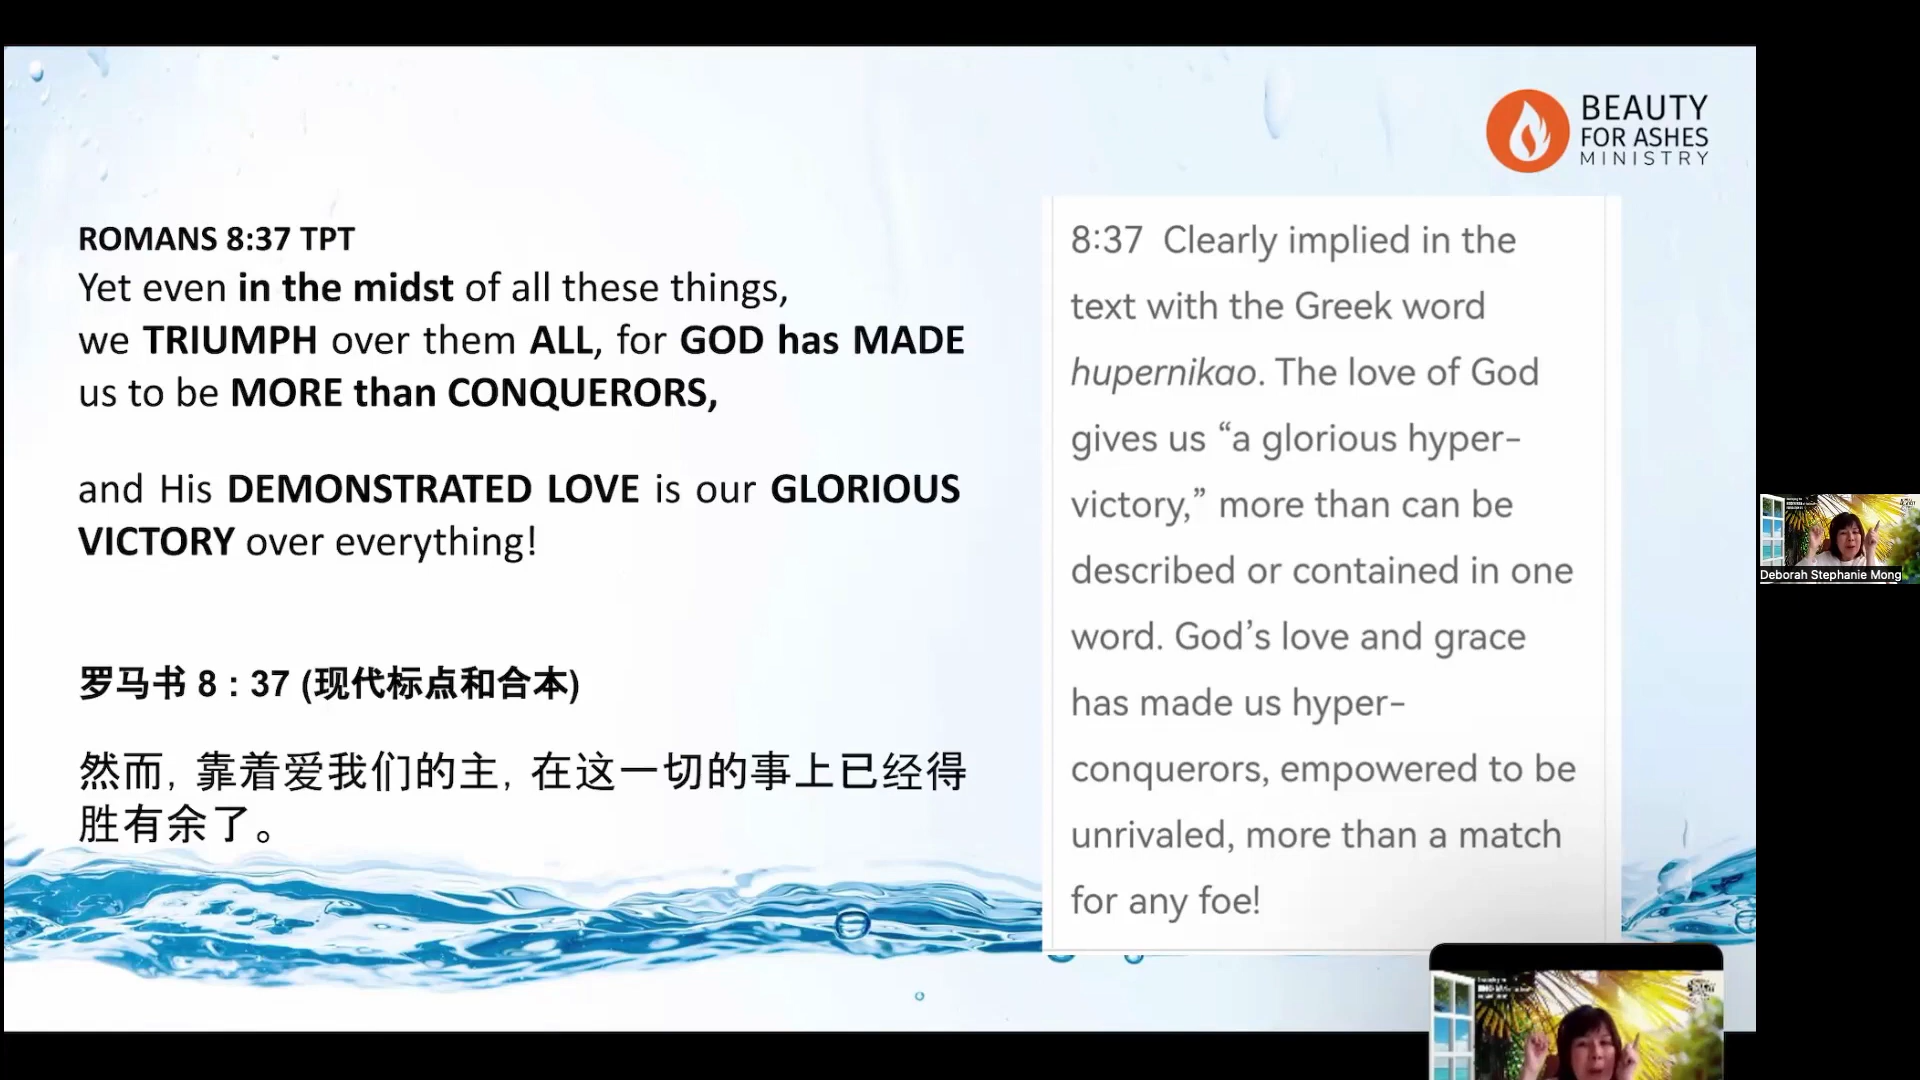 BEAUTY
FOR ASHES
MINISTRY
ROMANS 8:37 TPT
Yet even in the midst of all these things,
we TRIUMPH over them ALL, for GOD has MADE
us to be MORE than CONQUERORS,
and His DEMONSTRATED LOVE is our GLORIOUS
VICTORY over everything!
罗马书 8 : 37 (现代标点和合本)
然而, 靠着爱我们的主, 在这一切的事上已经得
胜有余了。
8:37 Clearly implied in the
text with the Greek word
hupernikao. The love of God
gives us “a glorious hyper-
victory,” more than can be
described or contained in one
word. God’s love and grace
has made us hyper-
conquerors, empowered to be
unrivaled, more than a match
for any foe!
Deborah Stephanie Mong